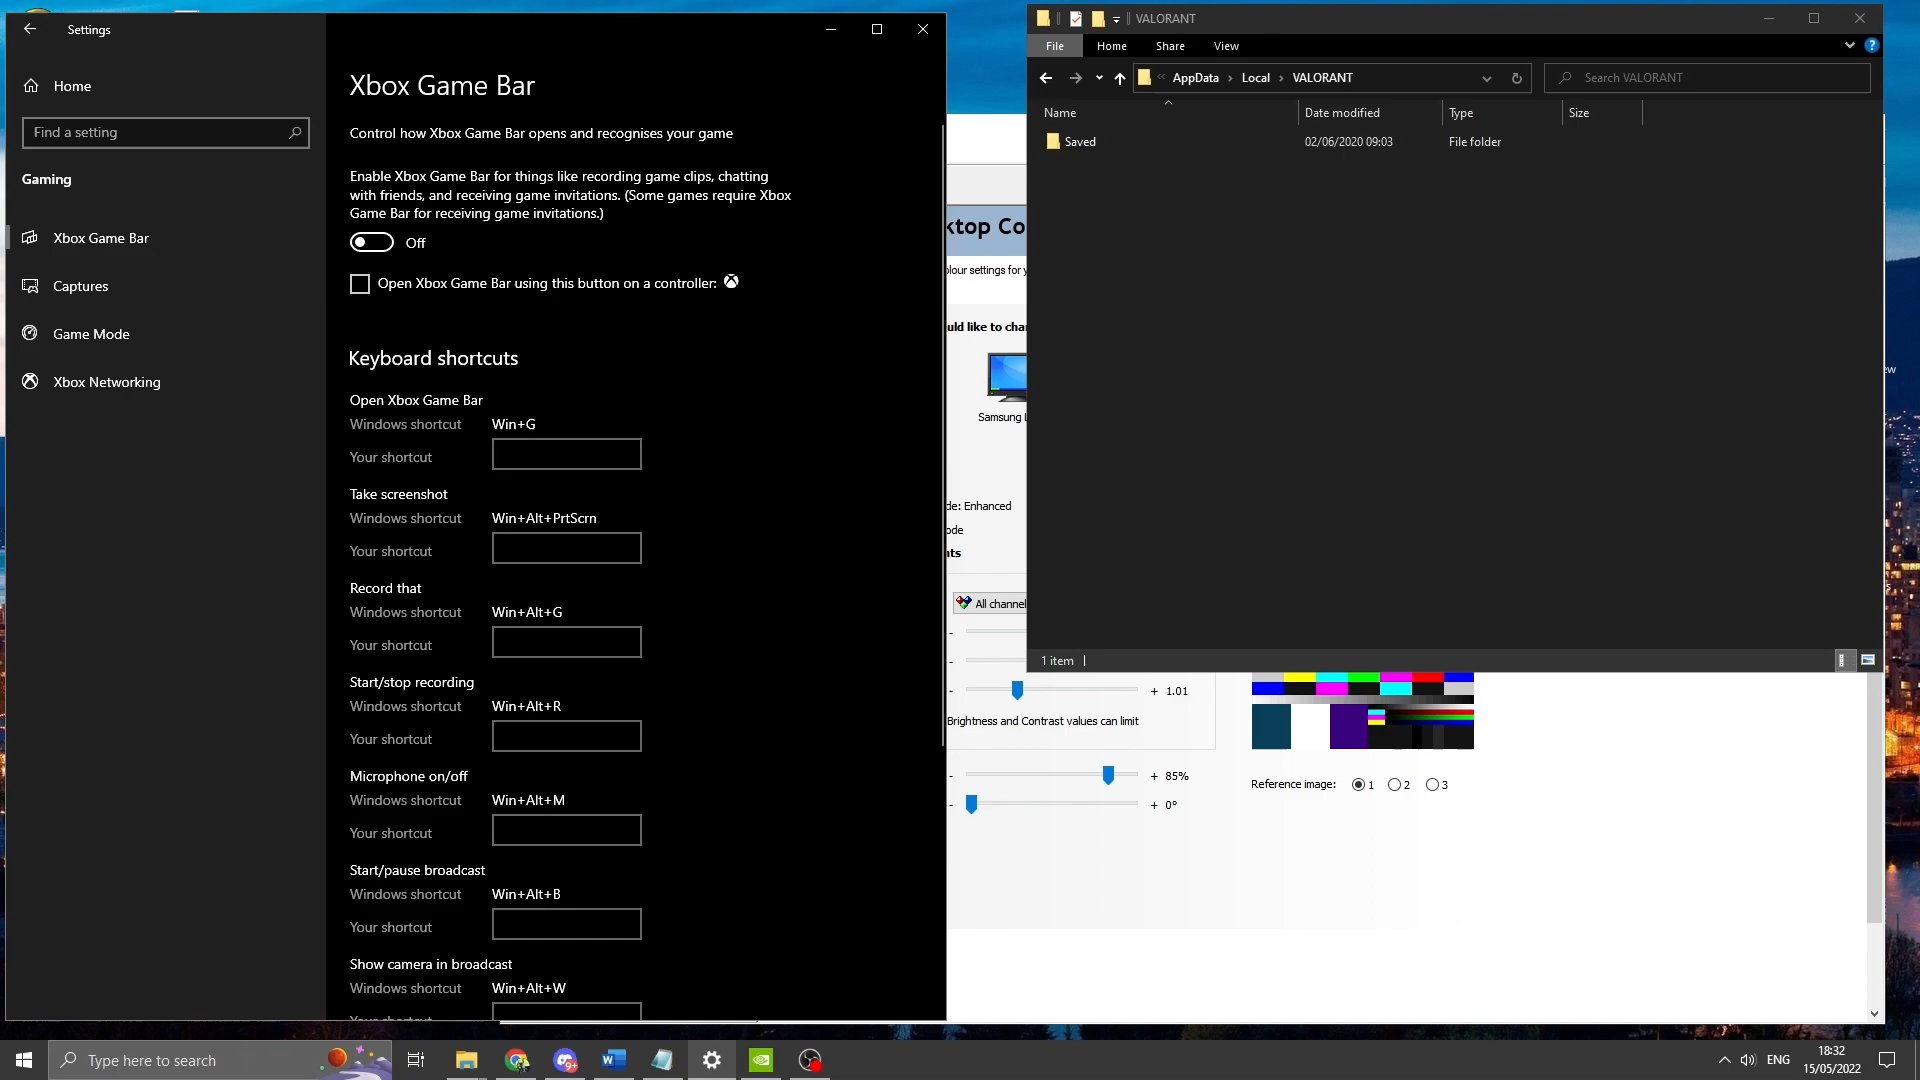 Settings
Home
Find a setting
Gaming
Xbox Game Bar
Captures
Game Mode
Xbox Networking
Xbox Game Bar
Control how Xbox Game Bar opens and recognises your game
Enable Xbox Game Bar for things like recording game clips, chatting
with friends, and receiving game invitations. (Some games require Xbox
Game Bar for receiving game invitations.)
Off
Open Xbox Game Bar using this button on a controller:
Keyboard shortcuts
Open Xbox Game Bar
Windows shortcut Win+G
Your shortcut
Take screenshot
Windows shortcut Win+Alt+PrtScrn
Your shortcut
Record that
Windows shortcut Win+Alt+G
Your shortcut
Start/stop recording
Windows shortcut Win+Alt+R
Your shortcut
Microphone on/off
Windows shortcut Win+Alt+M
Your shortcut
Start/pause broadcast
Windows shortcut Win+Alt+B
Your shortcut
Show camera in broadcast
Windows shortcut Win+Alt+W
Your shortcut
VALORANT
File Home Share View
AppData Local VALORANT
Search VALORANT
Name Date modified Type Size
Saved 02/06/2020 09:03 File folder
1 item
ktop Co
lour settings for y
uld like to cha
Samsung
de: Enhanced
ode
nts
All channel
- + 1.01
Brightness and Contrast values can limit
- + 85%
- + 0°
Reference image: 1 2 3
ew
Type here to search
9+
ENG
18:32
15/05/2022